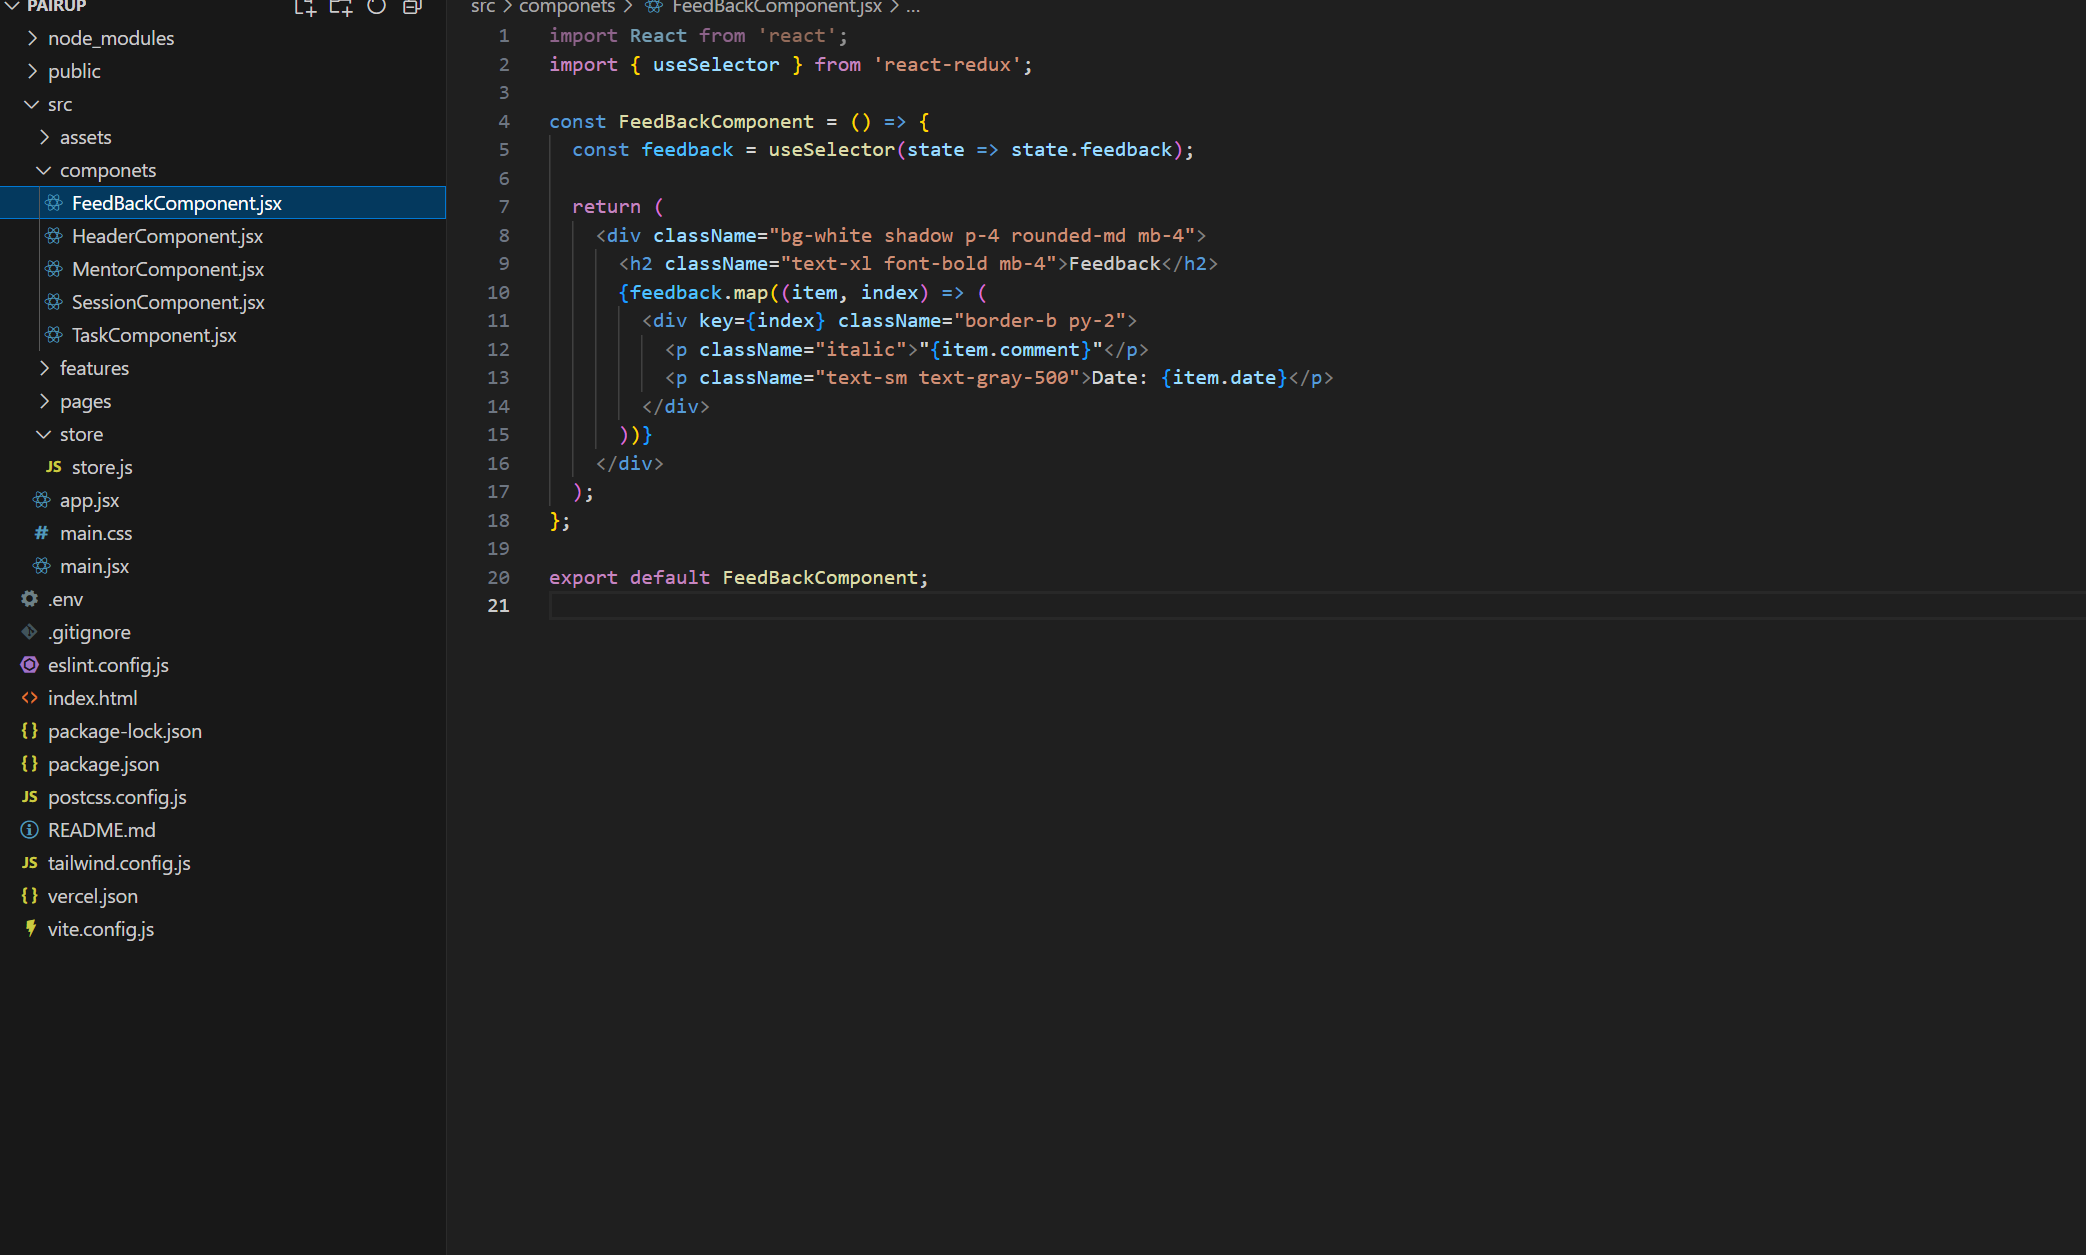 PAIRUP
node_modules
public
src
assets
componets
FeedBackComponent.jsx
HeaderComponent.jsx
MentorComponent.jsx
SessionComponent.jsx
TaskComponent.jsx
features
pages
store
JS store.js
app.jsx
# main.css
main.jsx
.env
.gitignore
eslint.config.js
<> index.html
{} package-lock.json
{} package.json
JS postcss.config.js
README.md
JS tailwind.config.js
{} vercel.json
vite.config.js
src > componets > FeedBackComponent.jsx > ...
1 import React from 'react';
2 import { useSelector } from 'react-redux';
3
4 const FeedBackComponent = () => {
5   const feedback = useSelector(state => state.feedback);
6
7   return (
8     <div className="bg-white shadow p-4 rounded-md mb-4">
9       <h2 className="text-xl font-bold mb-4">Feedback</h2>
10       {feedback.map((item, index) => (
11         <div key={index} className="border-b py-2">
12           <p className="italic">"{item.comment}"</p>
13           <p className="text-sm text-gray-500">Date: {item.date}</p>
14         </div>
15       ))}
16     </div>
17   );
18 };
19
20 export default FeedBackComponent;
21